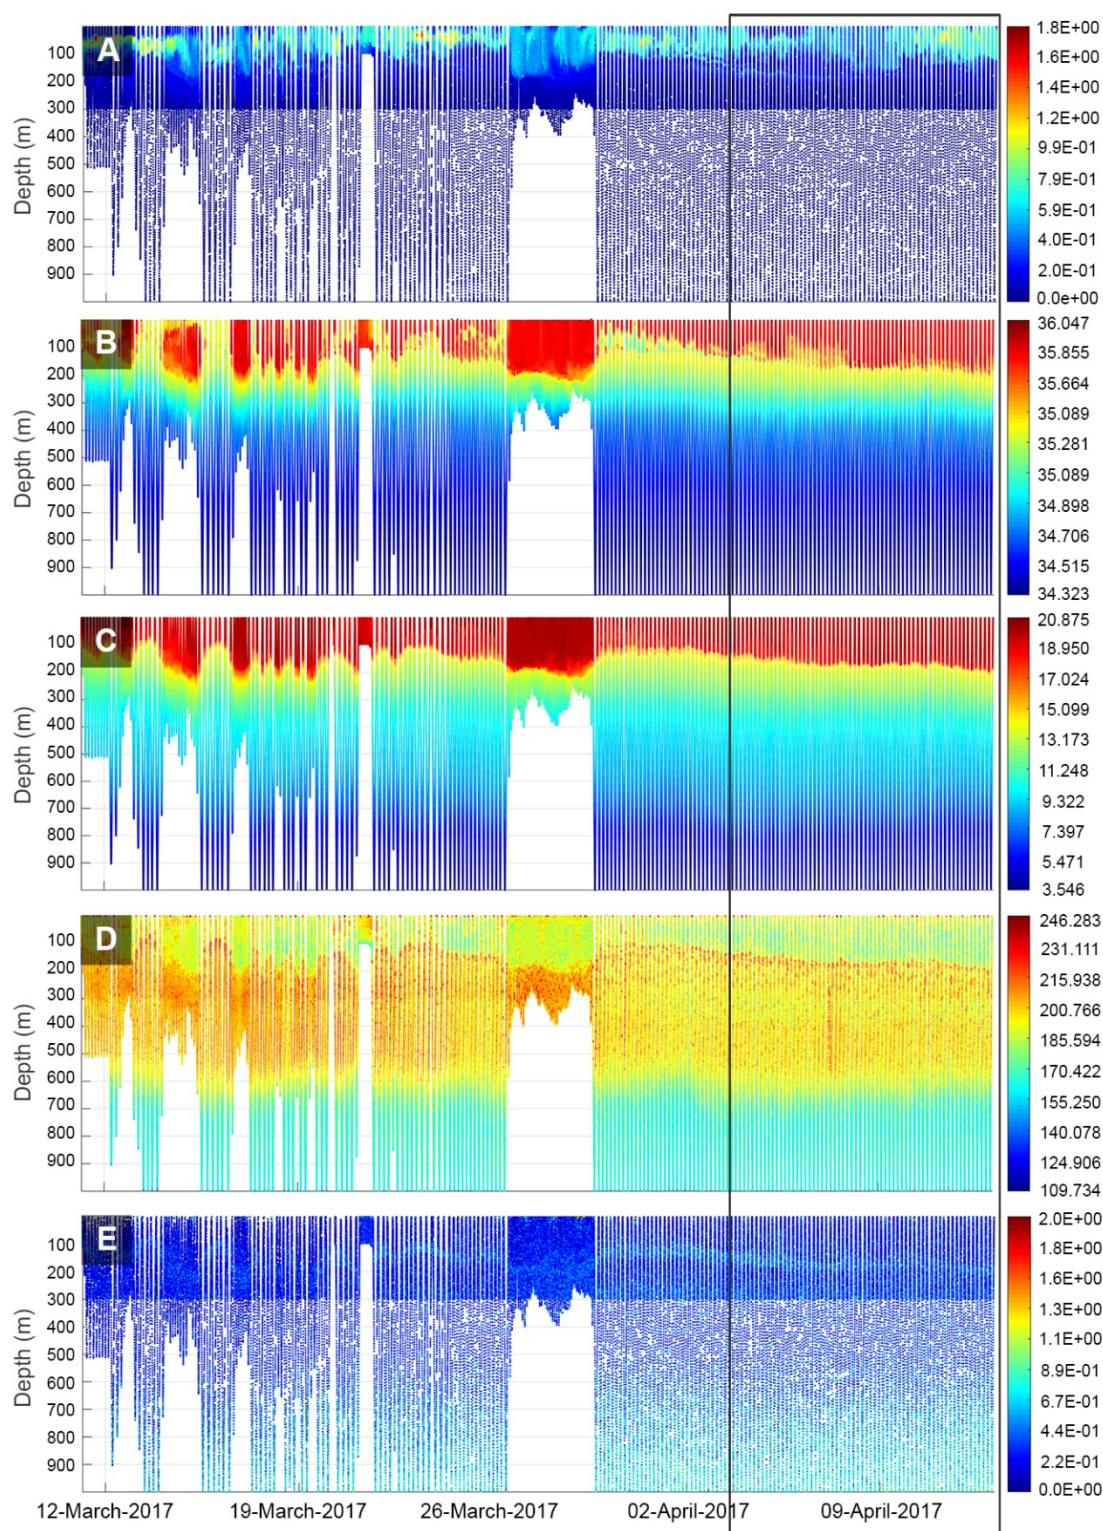 A
Depth (m)
100
200
300
400
500
600
700
800
900
1.8E+00
1.6E+00
1.4E+00
1.2E+00
9.9E-01
7.9E-01
5.9E-01
4.0E-01
2.0E-01
0.0e+00
B
Depth (m)
100
200
300
400
500
600
700
800
900
36.047
35.855
35.664
35.089
35.281
35.089
34.898
34.706
34.515
34.323
C
Depth (m)
100
200
300
400
500
600
700
800
900
20.875
18.950
17.024
15.099
13.173
11.248
9.322
7.397
5.471
3.546
D
Depth (m)
100
200
300
400
500
600
700
800
900
246.283
231.111
215.938
200.766
185.594
170.422
155.250
140.078
124.906
109.734
E
Depth (m)
100
200
300
400
500
600
700
800
900
2.0E+00
1.8E+00
1.6E+00
1.3E+00
1.1E+00
8.9E-01
6.7E-01
4.4E-01
2.2E-01
0.0E+00
12-March-2017 19-March-2017 26-March-2017 02-April-2017 09-April-2017